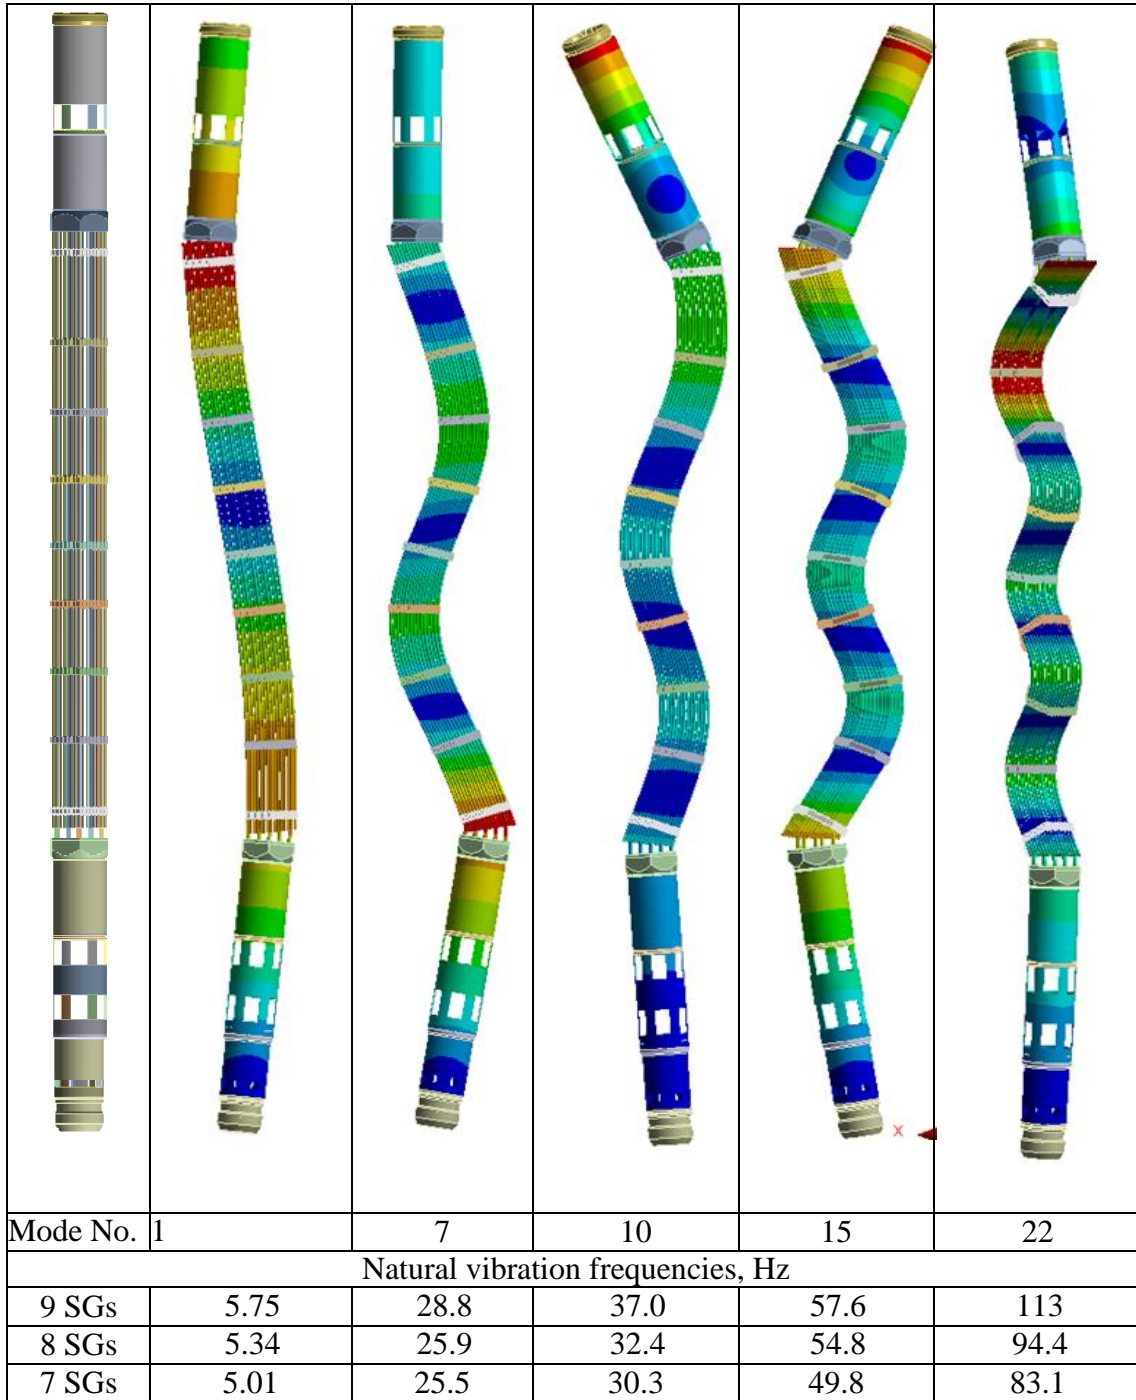 X
Mode No. 1 7 10 15 22
Natural vibration frequencies, Hz
9 SGs 5.75 28.8 37.0 57.6 113
8 SGs 5.34 25.9 32.4 54.8 94.4
7 SGs 5.01 25.5 30.3 49.8 83.1